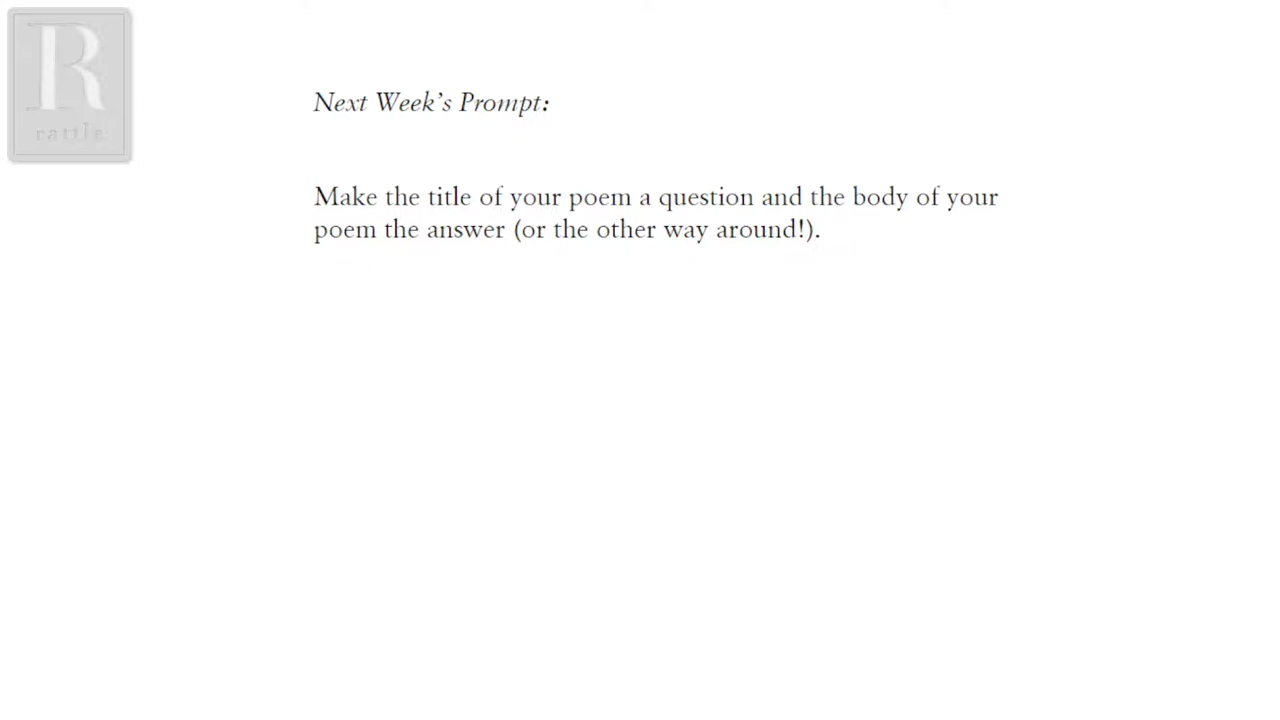 R
rattle
Next Week's Prompt:
Make the title of your poem a question and the body of your
poem the answer (or the other way around!).